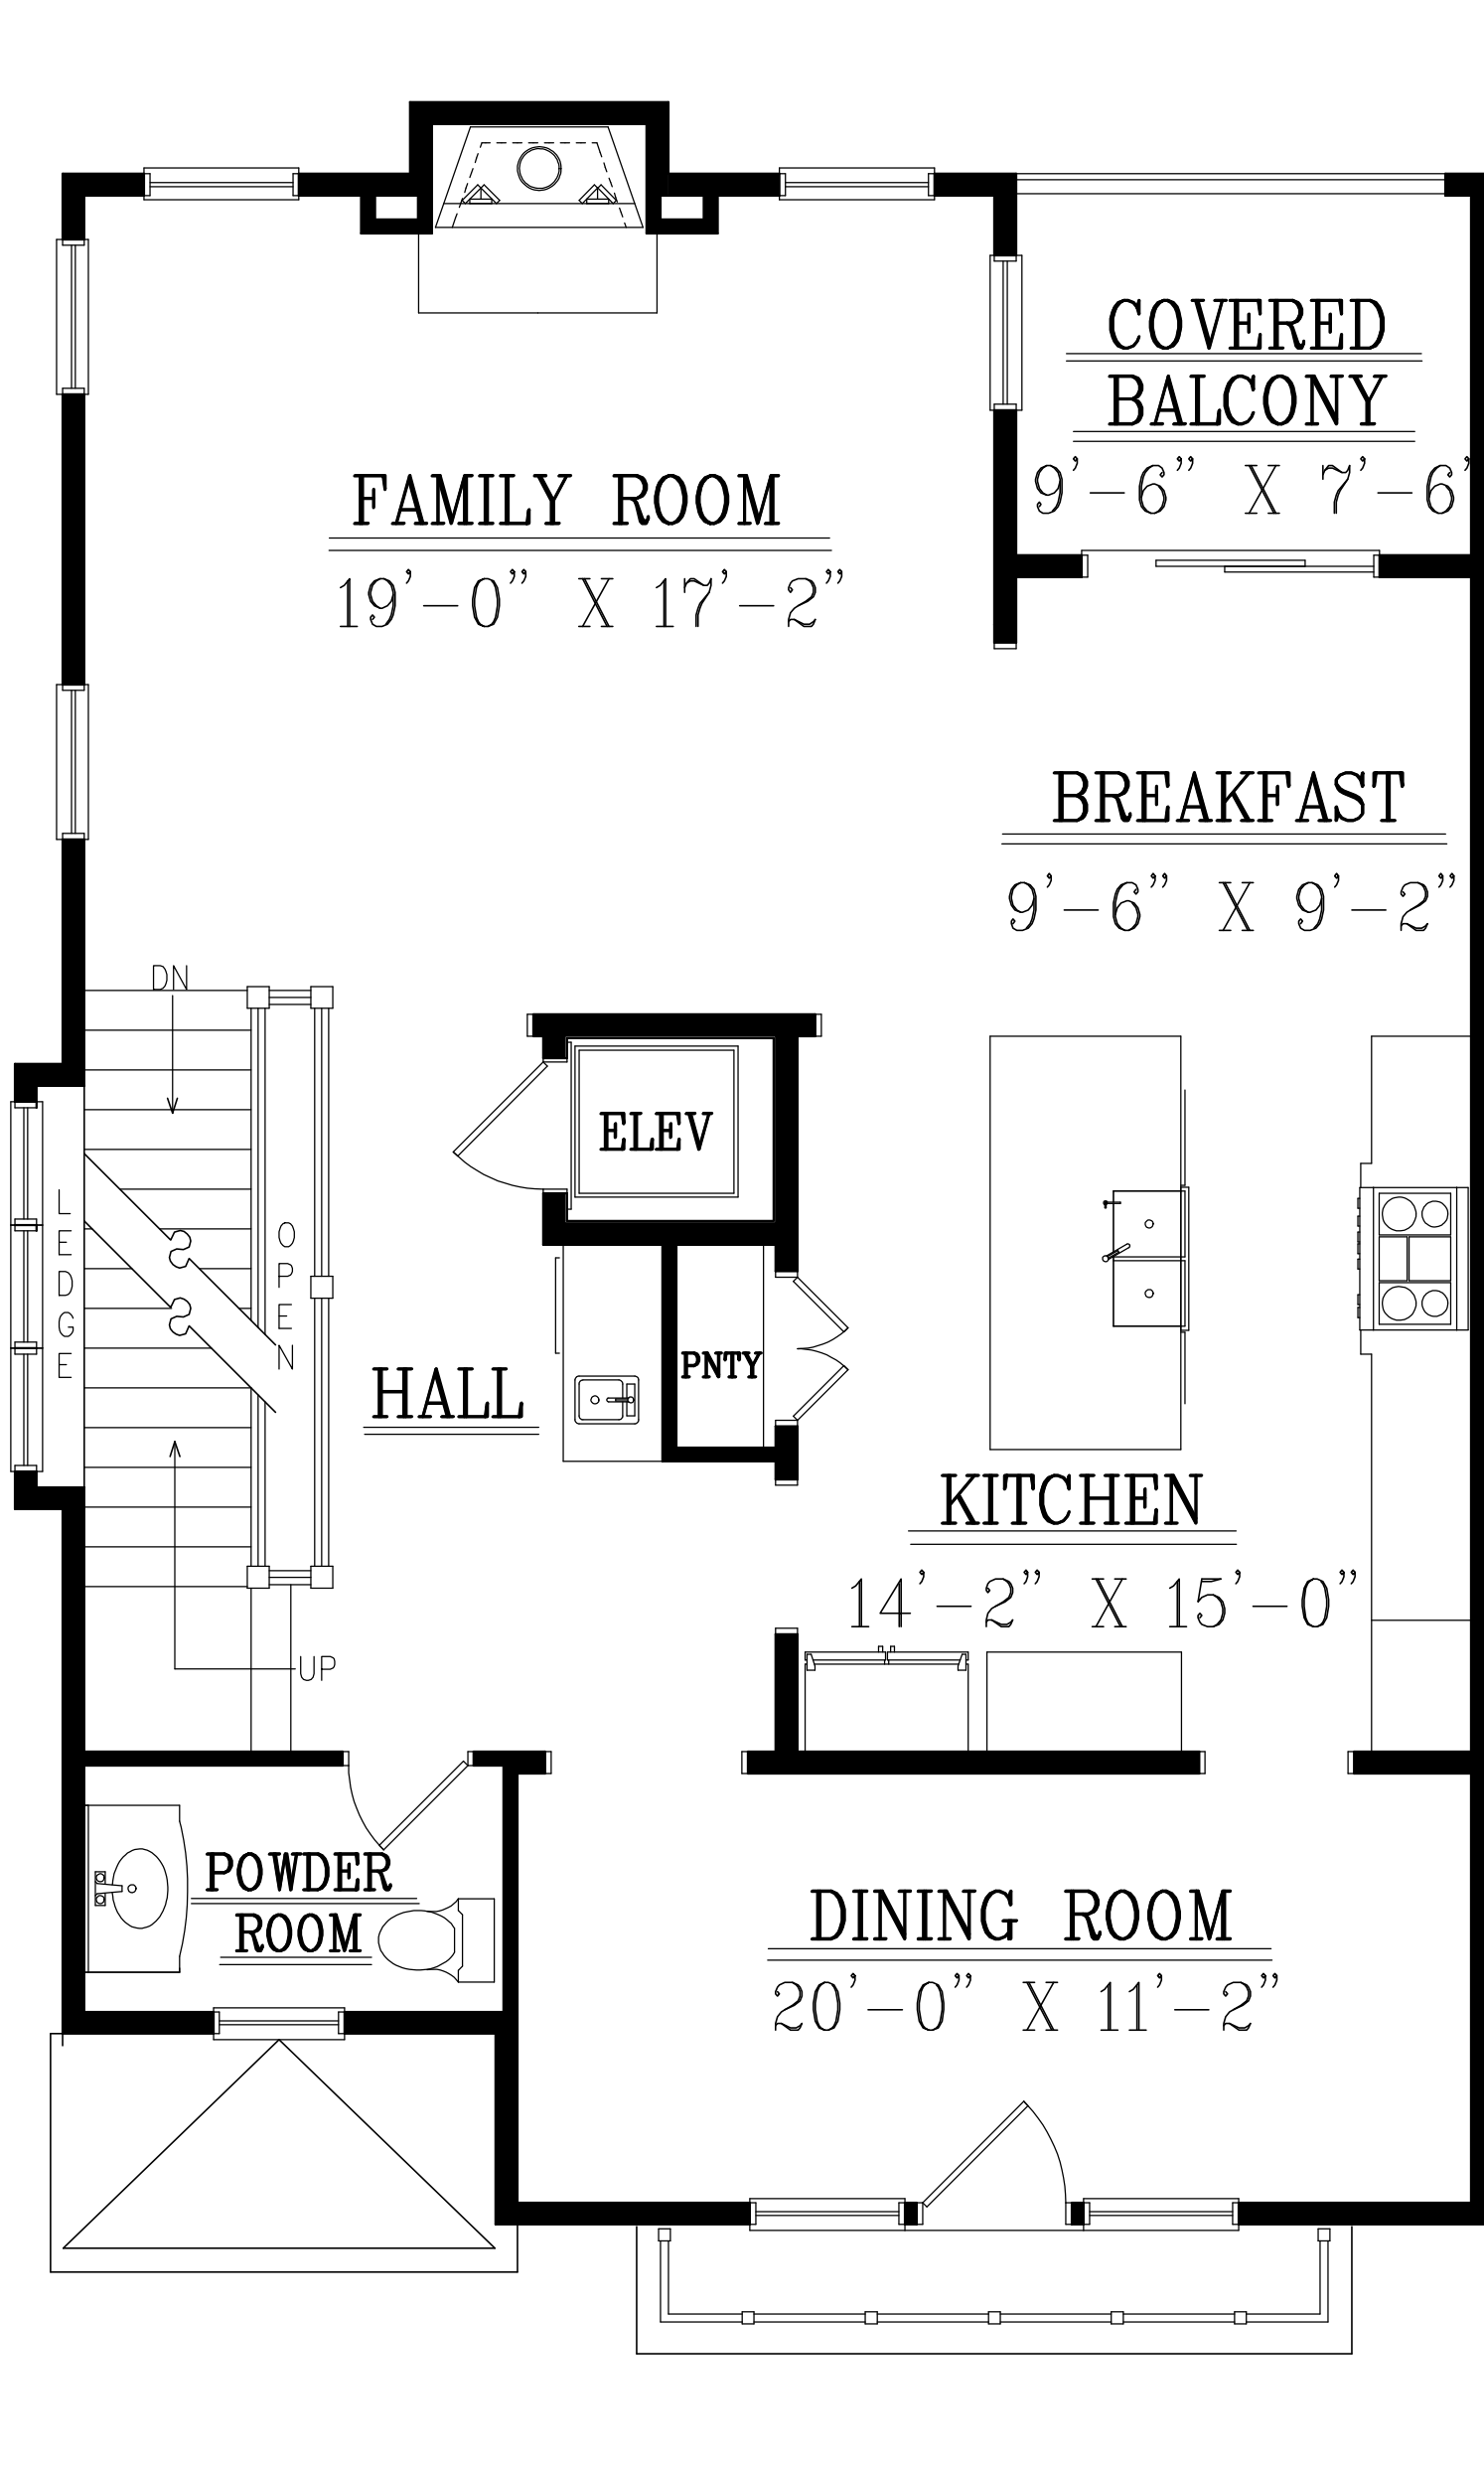 COVERED
BALCONY
9'-6" X 7'-6'
FAMILY ROOM
19'-0" X 17'-2"
BREAKFAST
9'-6" X 9'-2"
DN
ELEV
LEDGE
OPEN
PNTY
HALL
KITCHEN
14'-2" X 15'-0"
UP
POWDER
ROOM
DINING ROOM
20'-0" X 11'-2"